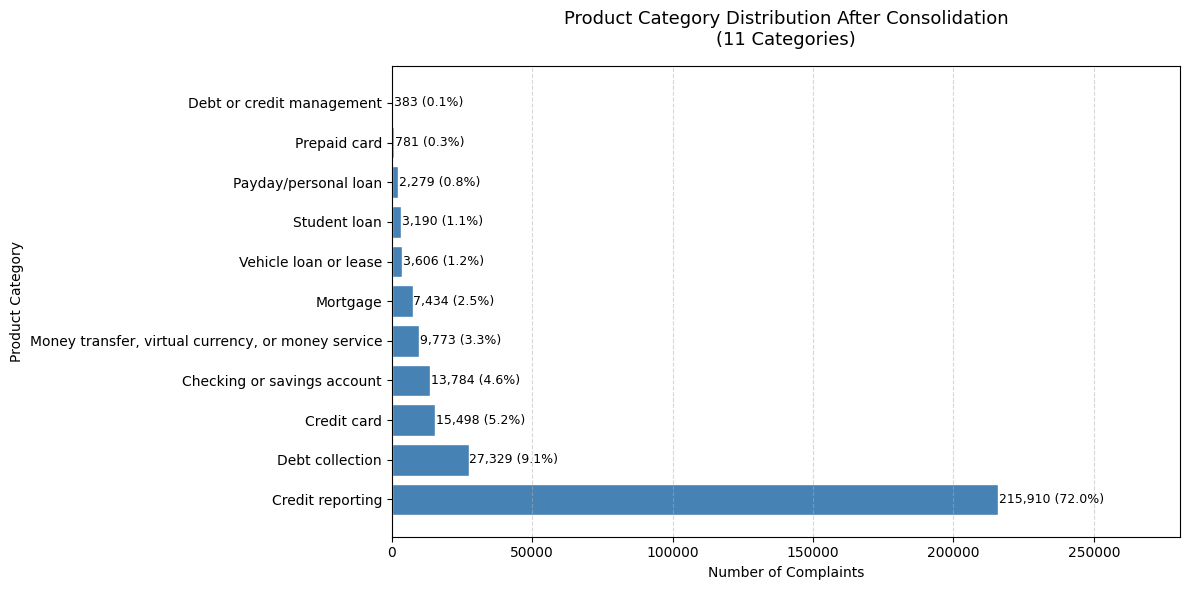 Product Category Distribution After Consolidation
(11 Categories)
Product Category
Debt or credit management 383 (0.1%)
Prepaid card 781 (0.3%)
Payday/personal loan 2,279 (0.8%)
Student loan 3,190 (1.1%)
Vehicle loan or lease 3,606 (1.2%)
Mortgage 7,434 (2.5%)
Money transfer, virtual currency, or money service 9,773 (3.3%)
Checking or savings account 13,784 (4.6%)
Credit card 15,498 (5.2%)
Debt collection 27,329 (9.1%)
Credit reporting 215,910 (72.0%)
0 50000 100000 150000 200000 250000
Number of Complaints